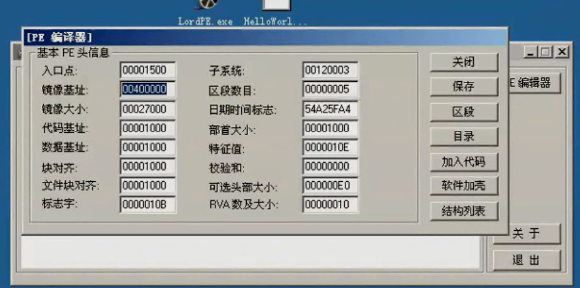 LordPE.exe HelloWorl...
[PE 编译器]
基本 PE 头信息
入口点: 00001500 子系统: 00120003 关闭
镜像基址: 00400000 区段数目: 00000005 保存 E 编辑器
镜像大小: 00027000 日期时间标志: 54A25FA4 区段
代码基址: 00001000 部首大小: 00001000 目录
数据基址: 00001000 特征值: 0000010E
块对齐: 00001000 校验和: 00000000 加入代码
文件块对齐: 00001000 可选头部大小: 000000E0 软件加壳
标志字: 0000010B RVA 数及大小: 00000010 结构列表
关 于
退 出